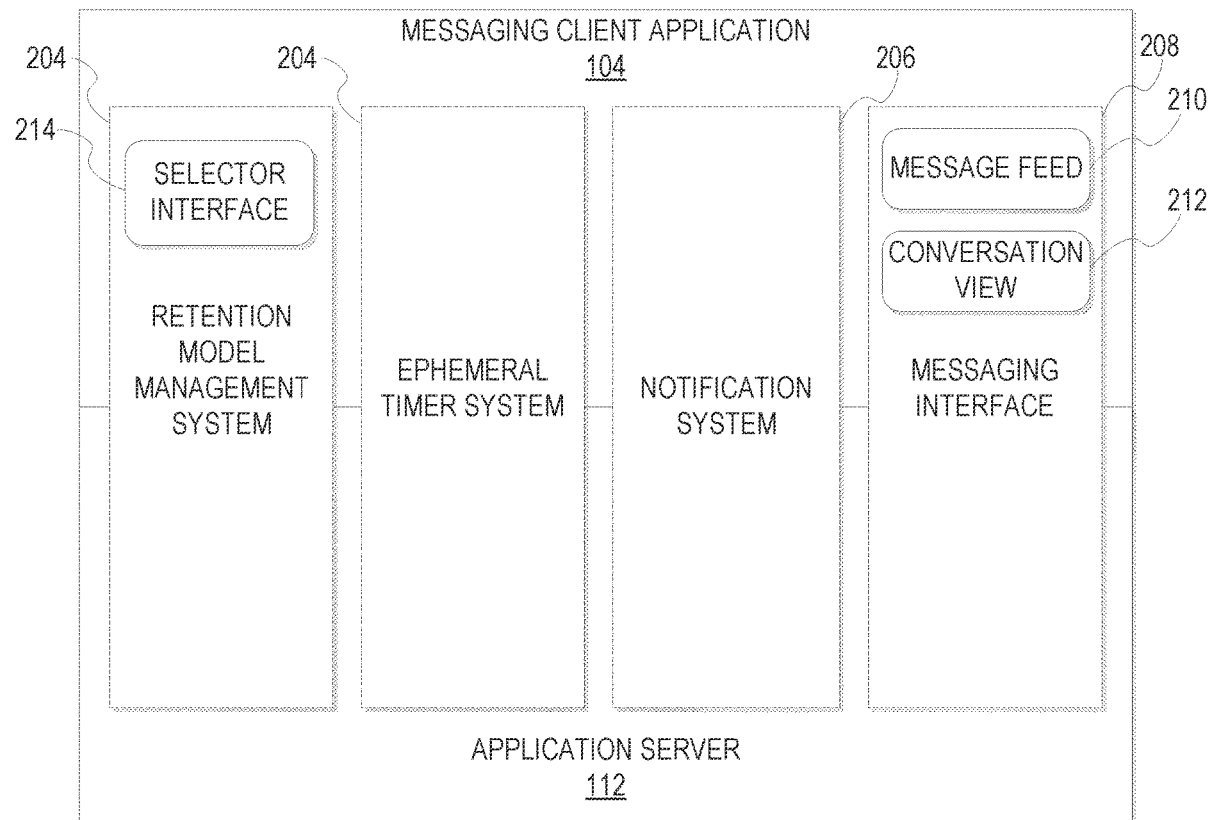 MESSAGING CLIENT APPLICATION
104
204
204
206
208
214
210
212
SELECTOR
INTERFACE
MESSAGE FEED
CONVERSATION
VIEW
RETENTION
MODEL
MANAGEMENT
SYSTEM
EPHEMERAL
TIMER SYSTEM
NOTIFICATION
SYSTEM
MESSAGING
INTERFACE
APPLICATION SERVER
112